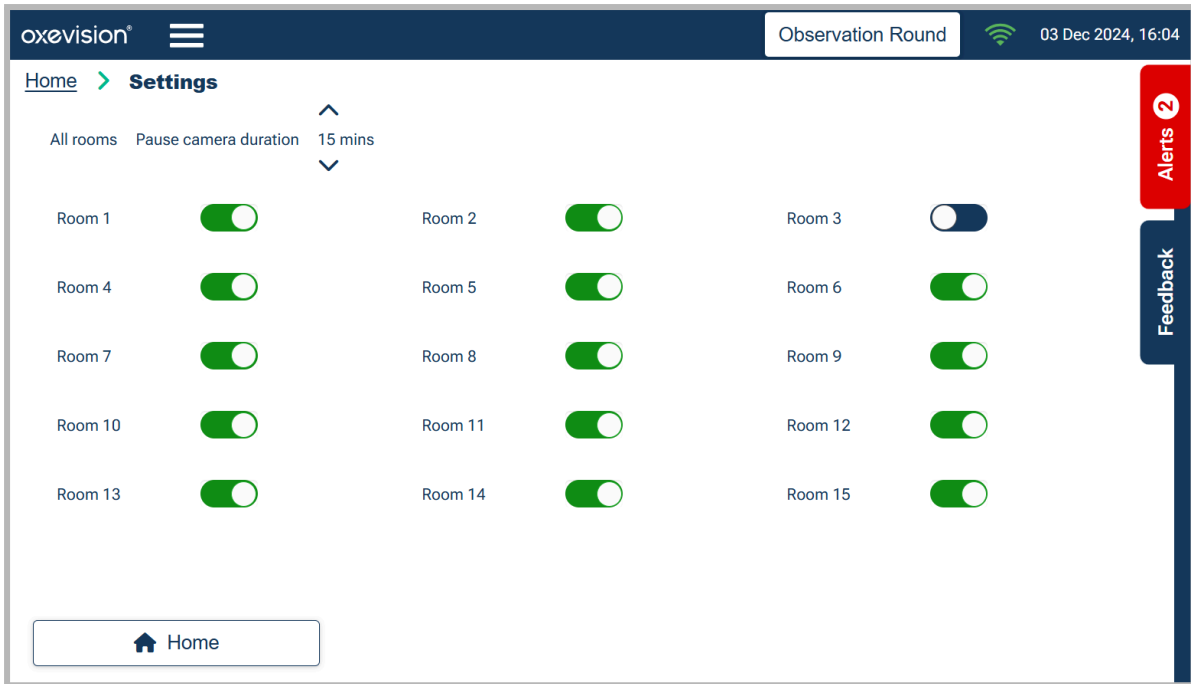 oxevision®
Observation Round
03 Dec 2024, 16:04
Home > Settings
All rooms Pause camera duration 15 mins
Room 1 Room 2 Room 3
Room 4 Room 5 Room 6
Room 7 Room 8 Room 9
Room 10 Room 11 Room 12
Room 13 Room 14 Room 15
Home
Alerts 2
Feedback